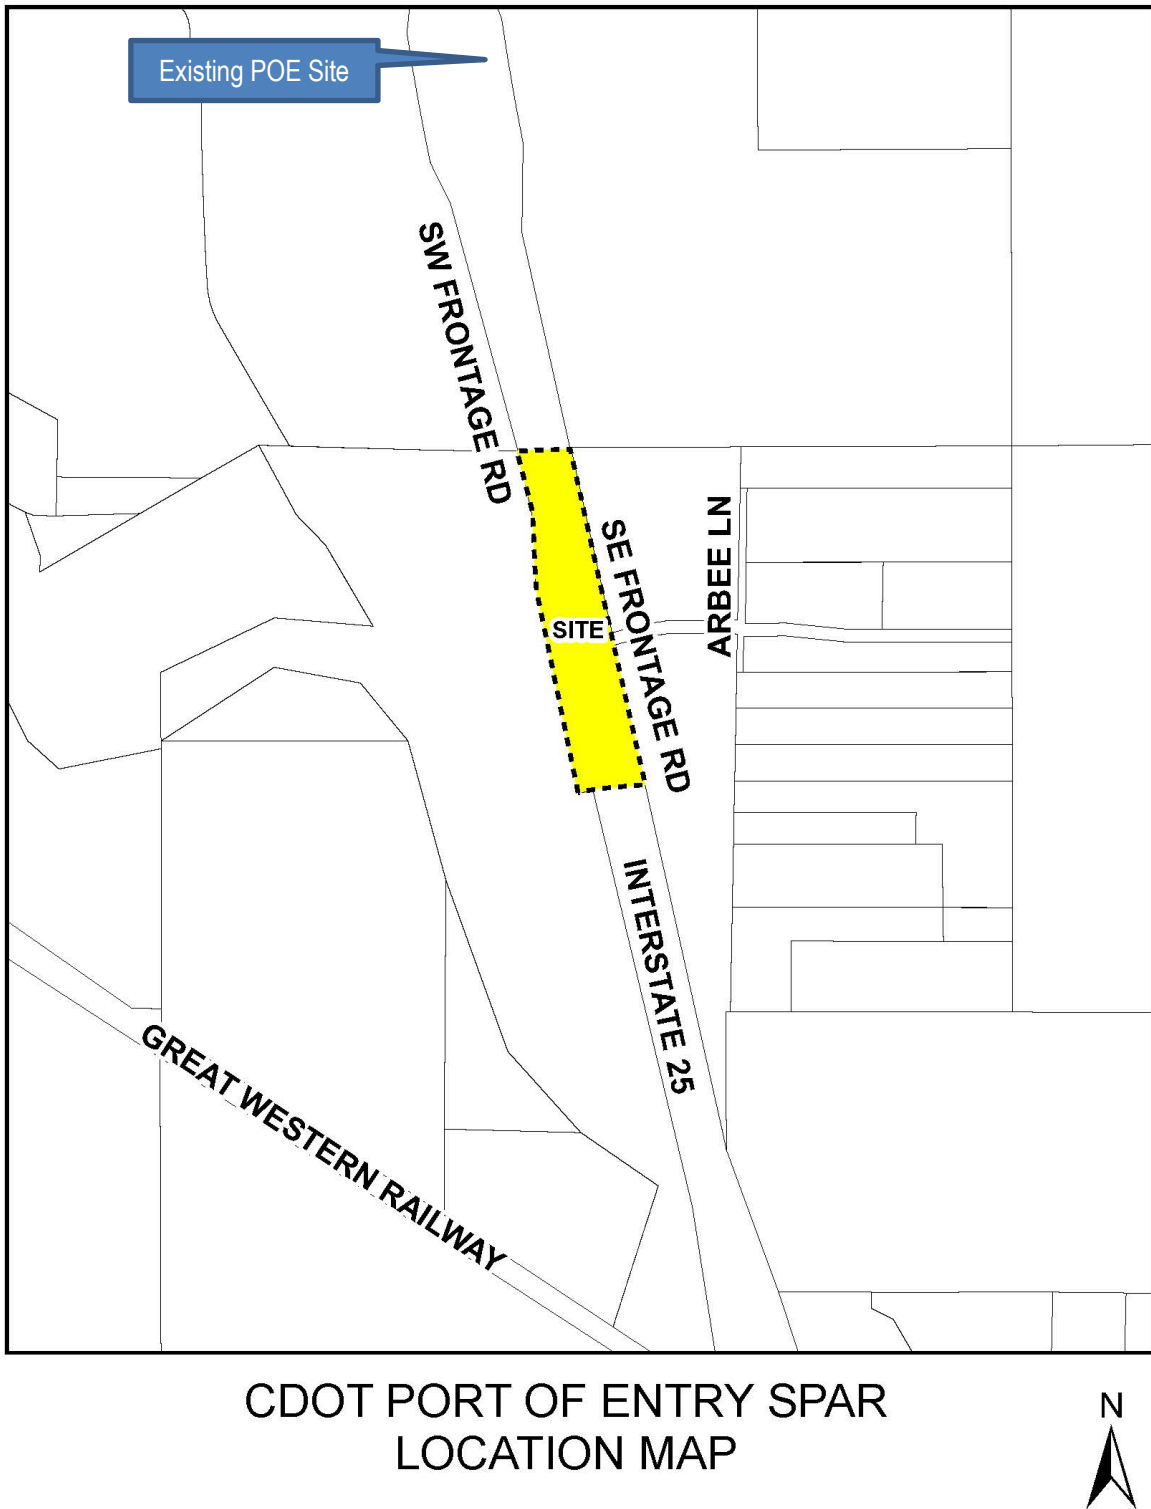 Existing POE Site
SW FRONTAGE RD
SE FRONTAGE RD
ARBEE LN
SITE
INTERSTATE 25
GREAT WESTERN RAILWAY
CDOT PORT OF ENTRY SPAR
LOCATION MAP
N